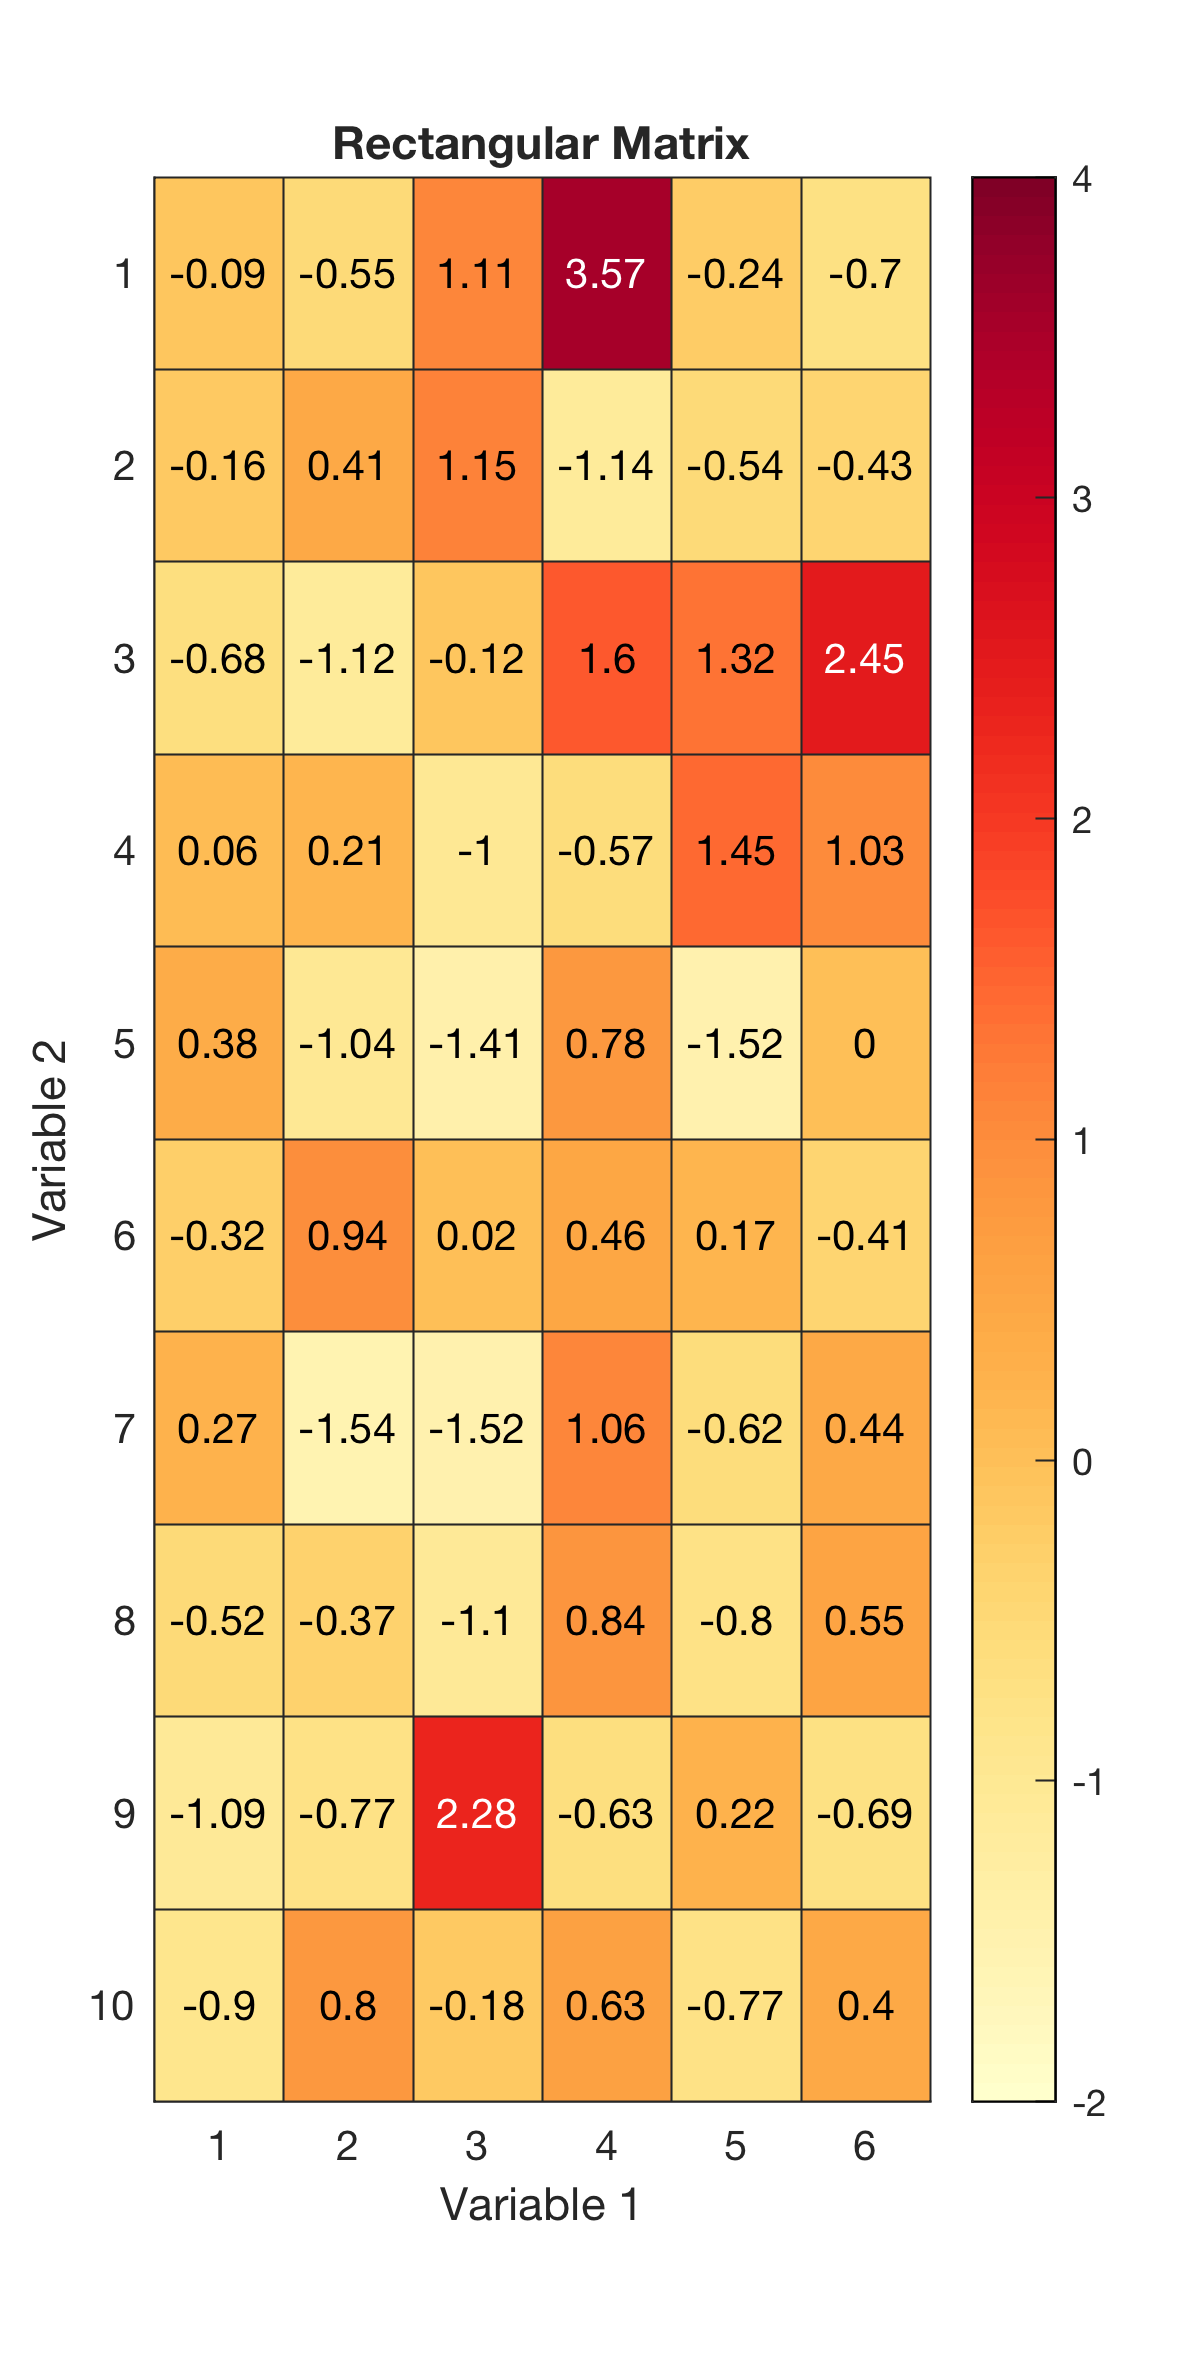 Rectangular Matrix
1 -0.09 -0.55 1.11 3.57 -0.24 -0.7
2 -0.16 0.41 1.15 -1.14 -0.54 -0.43
3 -0.68 -1.12 -0.12 1.6 1.32 2.45
4 0.06 0.21 -1 -0.57 1.45 1.03
5 0.38 -1.04 -1.41 0.78 -1.52 0
6 -0.32 0.94 0.02 0.46 0.17 -0.41
7 0.27 -1.54 -1.52 1.06 -0.62 0.44
8 -0.52 -0.37 -1.1 0.84 -0.8 0.55
9 -1.09 -0.77 2.28 -0.63 0.22 -0.69
10 -0.9 0.8 -0.18 0.63 -0.77 0.4
1 2 3 4 5 6
Variable 1
Variable 2
4
3
2
1
0
-1
-2